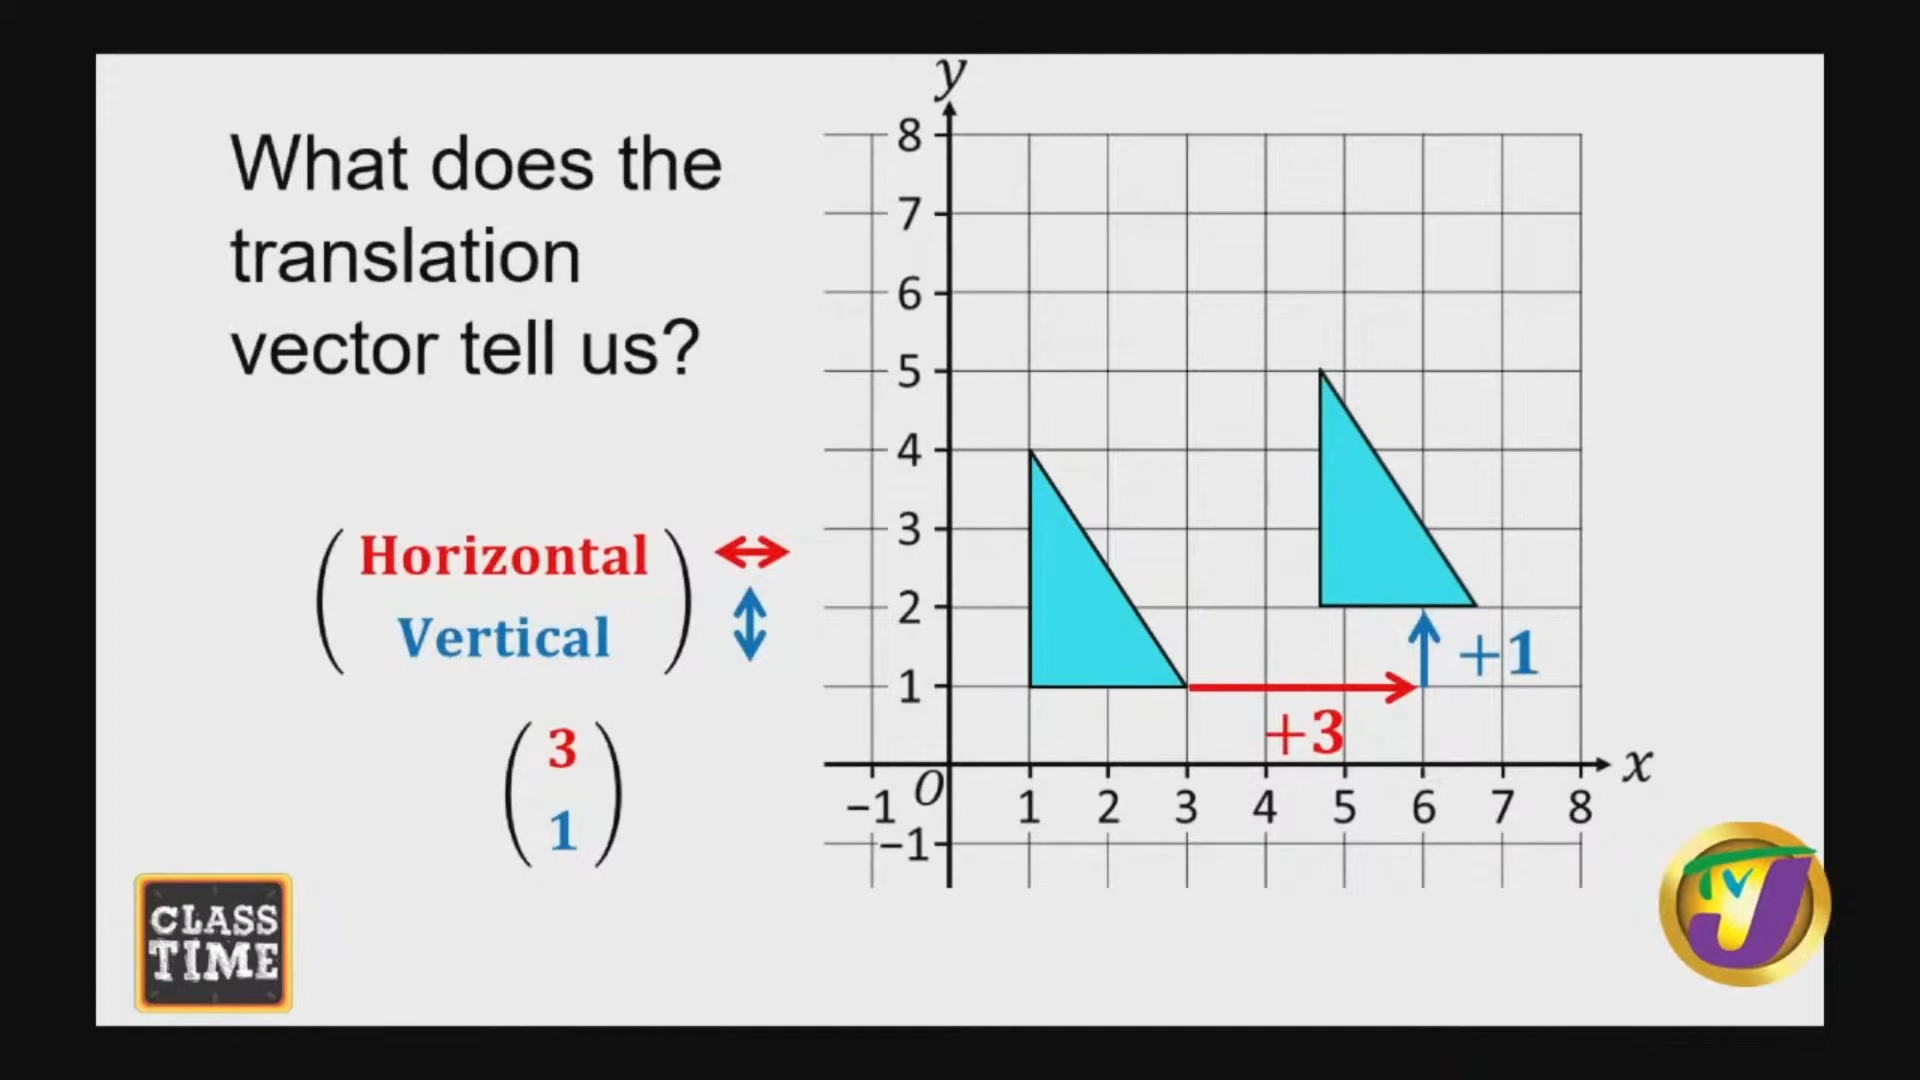 What does the
translation
vector tell us?
Horizontal
Vertical
3
1
y
8
7
6
5
4
3
2
1
O
−1
−1 1 2 3 4 5 6 7 8
x
+3
+1
CLASS
TIME
TVJ